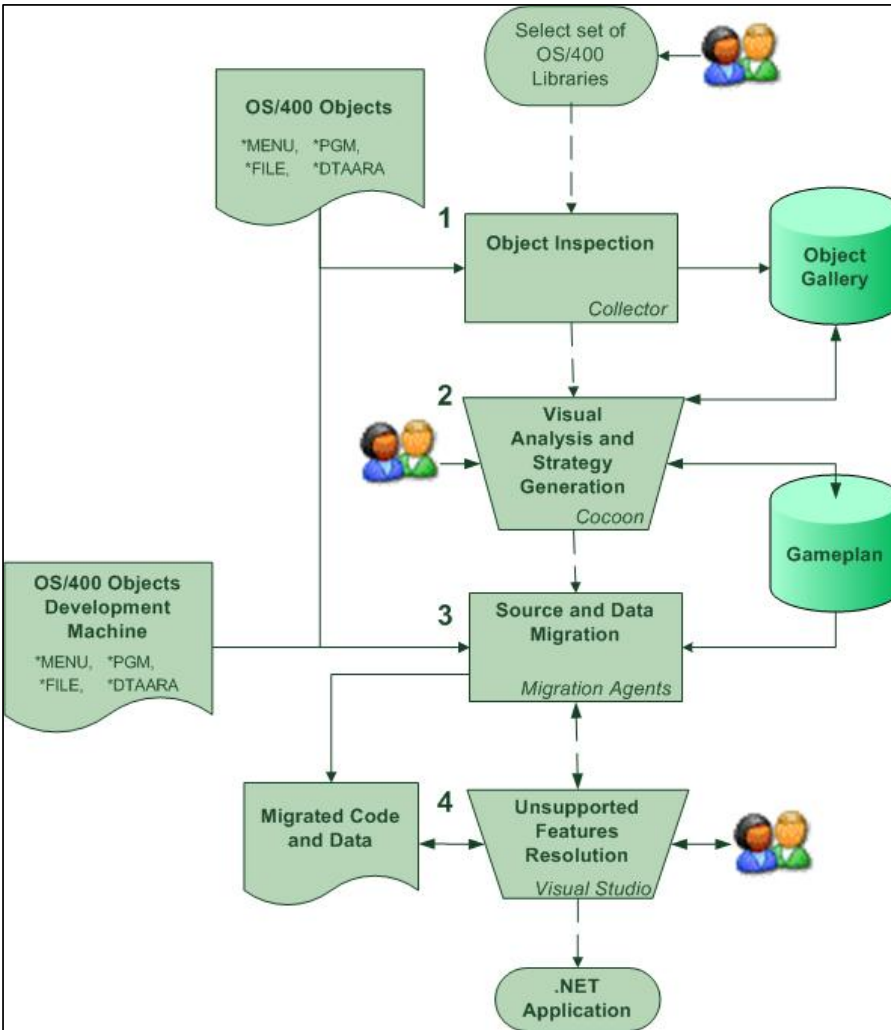 Select set of
OS/400
Libraries
OS/400 Objects
*MENU, *PGM,
*FILE, *DTAARA
1
Object Inspection
Collector
Object
Gallery
2
Visual
Analysis and
Strategy
Generation
Cocoon
Gameplan
OS/400 Objects
Development
Machine
*MENU, *PGM,
*FILE, *DTAARA
3
Source and Data
Migration
Migration Agents
Migrated Code
and Data
4
Unsupported
Features
Resolution
Visual Studio
.NET
Application